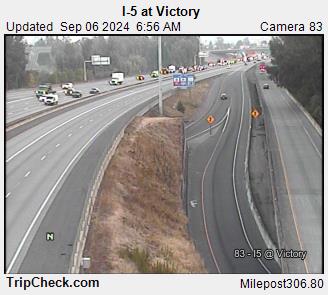 I-5 at Victory
Updated Sep 06 2024 6:56 AM Camera 83
N
83 - I5 @ Victory
TripCheck.com Milepost306.80